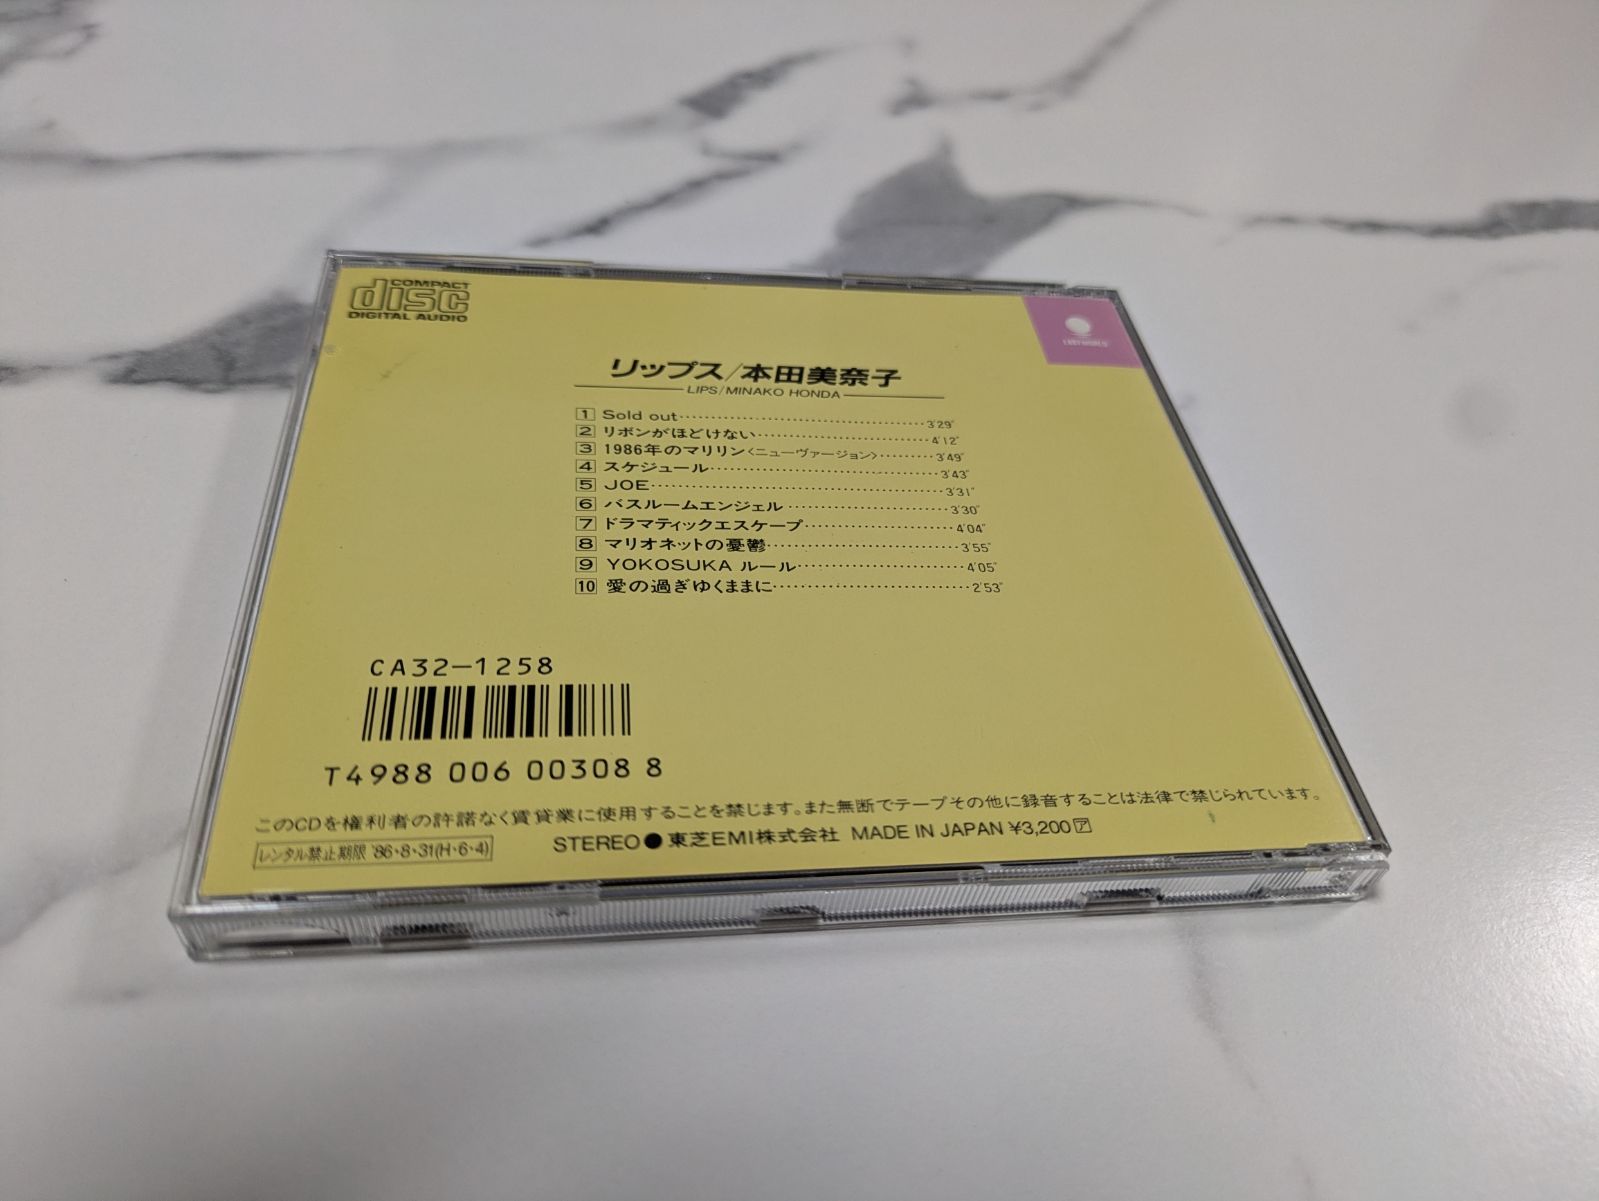 COMPACT
disc
DIGITAL AUDIO
リップス/本田美奈子
LIPS/MINAKO HONDA
1 Sold out 3'29"
2 リボンがほどけない 4'12"
3 1986年のマリリン〈ニューヴァージョン〉 3'49"
4 スケジュール 3'43"
5 JOE 3'31"
6 バスルームエンジェル 3'30"
7 ドラマティックエスケープ 4'04"
8 マリオネットの憂鬱 3'55"
9 YOKOSUKA ルール 4'05"
10 愛の過ぎゆくままに 2'53"
CA32-1258
T4988 006 00308 8
このCDを権利者の許諾なく賃貸業に使用することを禁じます。また無断でテープその他に録音することは法律で禁じられています。
レンタル禁止期限 '86・8・31(H・6・4)
STEREO●東芝EMI株式会社 MADE IN JAPAN ¥3,200ア